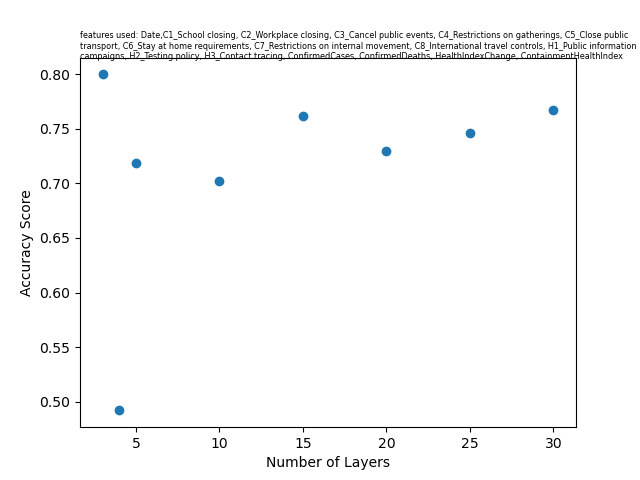 features used: Date,C1_School closing, C2_Workplace closing, C3_Cancel public events, C4_Restrictions on gatherings, C5_Close public
transport, C6_Stay at home requirements, C7_Restrictions on internal movement, C8_International travel controls, H1_Public information
campaigns, H2_Testing policy, H3_Contact tracing, ConfirmedCases, ConfirmedDeaths, HealthIndexChange, ContainmentHealthIndex
0.80
0.75
0.70
0.65
0.60
0.55
0.50
Accuracy Score
5 10 15 20 25 30
Number of Layers